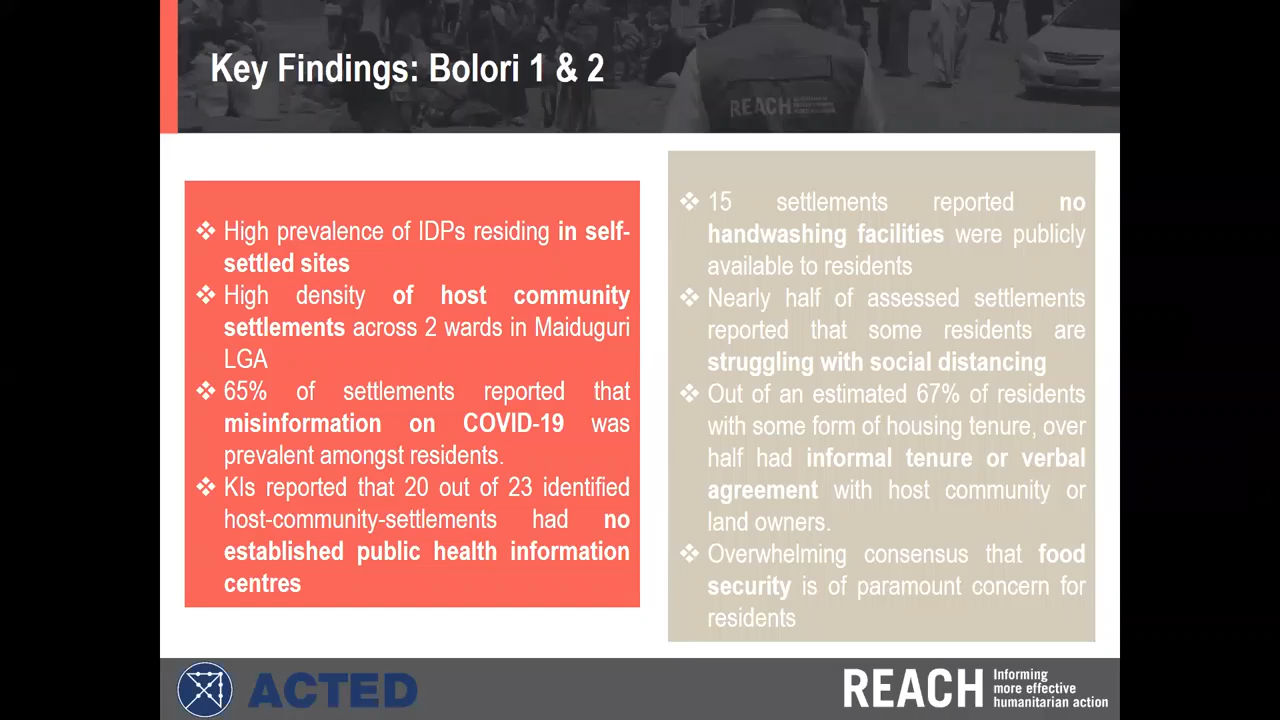 Key Findings: Bolori 1 & 2
REACH
❖ High prevalence of IDPs residing in self-
settled sites
❖ High density of host community
settlements across 2 wards in Maiduguri
LGA
❖ 65% of settlements reported that
misinformation on COVID-19 was
prevalent amongst residents.
❖ KIs reported that 20 out of 23 identified
host-community-settlements had no
established public health information
centres
❖ 15 settlements reported no
handwashing facilities were publicly
available to residents
❖ Nearly half of assessed settlements
reported that some residents are
struggling with social distancing
❖ Out of an estimated 67% of residents
with some form of housing tenure, over
half had informal tenure or verbal
agreement with host community or
land owners.
❖ Overwhelming consensus that food
security is of paramount concern for
residents
ACTED
REACH
Informing
more effective
humanitarian action